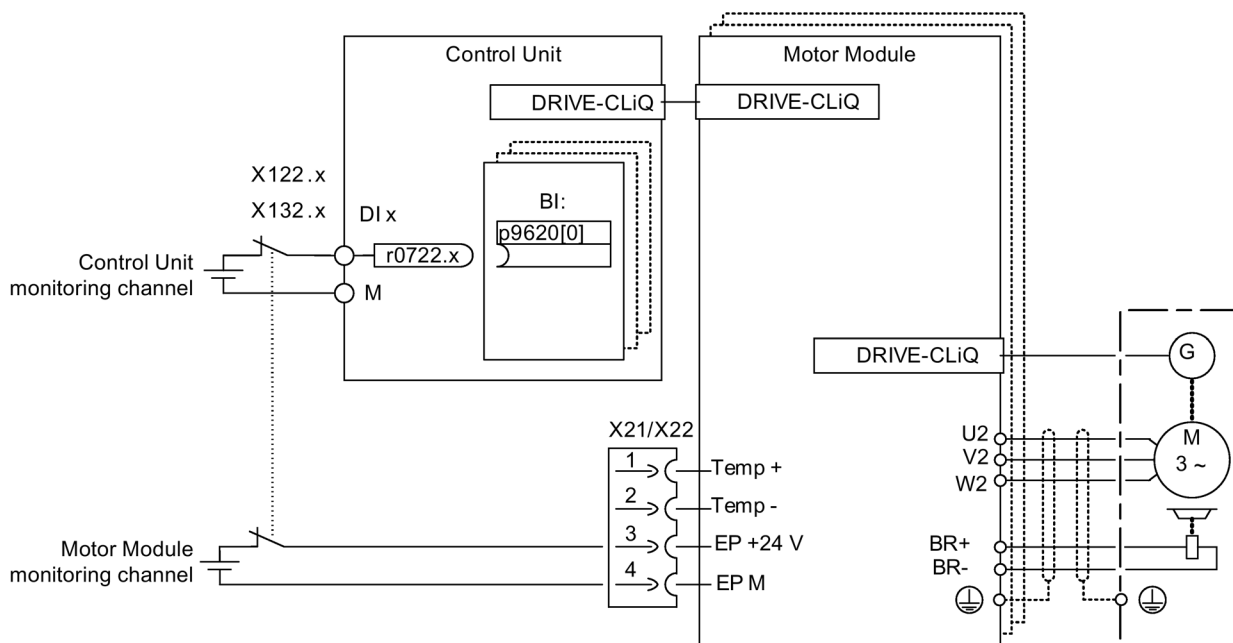 Control Unit
Motor Module
DRIVE-CLiQ
DRIVE-CLiQ
X122.x
X132.x
DI x
BI:
p9620[0]
r0722.x
Control Unit
monitoring channel
M
DRIVE-CLiQ
G
X21/X22
U2
V2
W2
M
3 ~
1
Temp +
2
Temp -
3
EP +24 V
4
EP M
BR+
BR-
Motor Module
monitoring channel